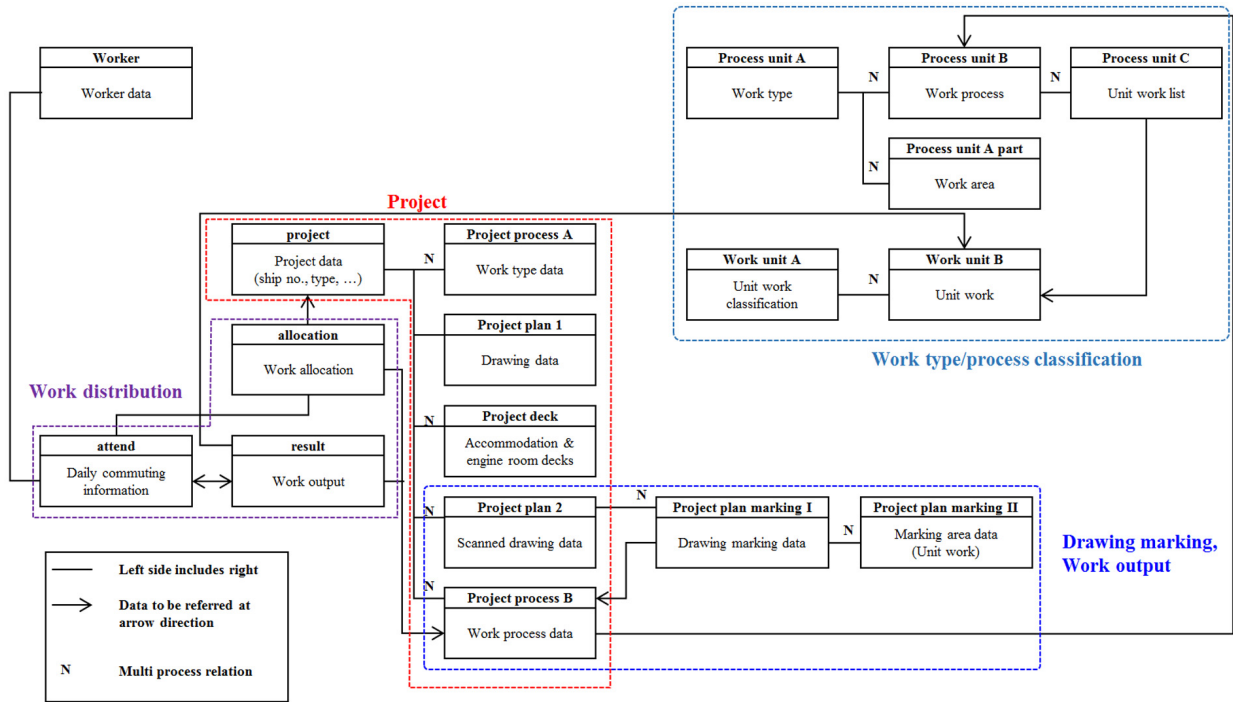 Worker
Worker data
Process unit A
Work type
N
Process unit B
Work process
N
Process unit C
Unit work list
N
Process unit A part
Work area
Project
project
Project data
(ship no., type, …)
N
Project process A
Work type data
Work unit A
Unit work
classification
N
Work unit B
Unit work
Work type/process classification
allocation
Work allocation
Project plan 1
Drawing data
Work distribution
N
Project deck
Accommodation &
engine room decks
attend
Daily commuting
information
result
Work output
N
Project plan 2
Scanned drawing data
N
Project plan marking I
Drawing marking data
N
Project plan marking II
Marking area data
(Unit work)
Drawing marking,
Work output
N
Project process B
Work process data
Left side includes right
Data to be referred at
arrow direction
N
Multi process relation